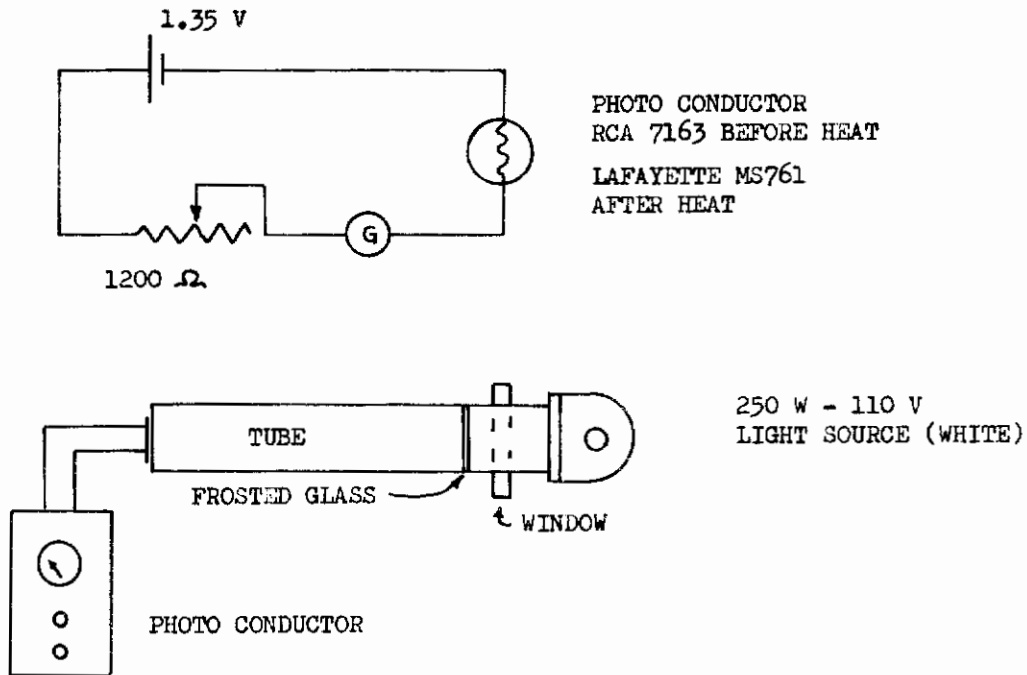 1.35 V
PHOTO CONDUCTOR
RCA 7163 BEFORE HEAT
LAFAYETTE MS761
AFTER HEAT
G
1200 Ω
250 W - 110 V
LIGHT SOURCE (WHITE)
TUBE
FROSTED GLASS
WINDOW
PHOTO CONDUCTOR